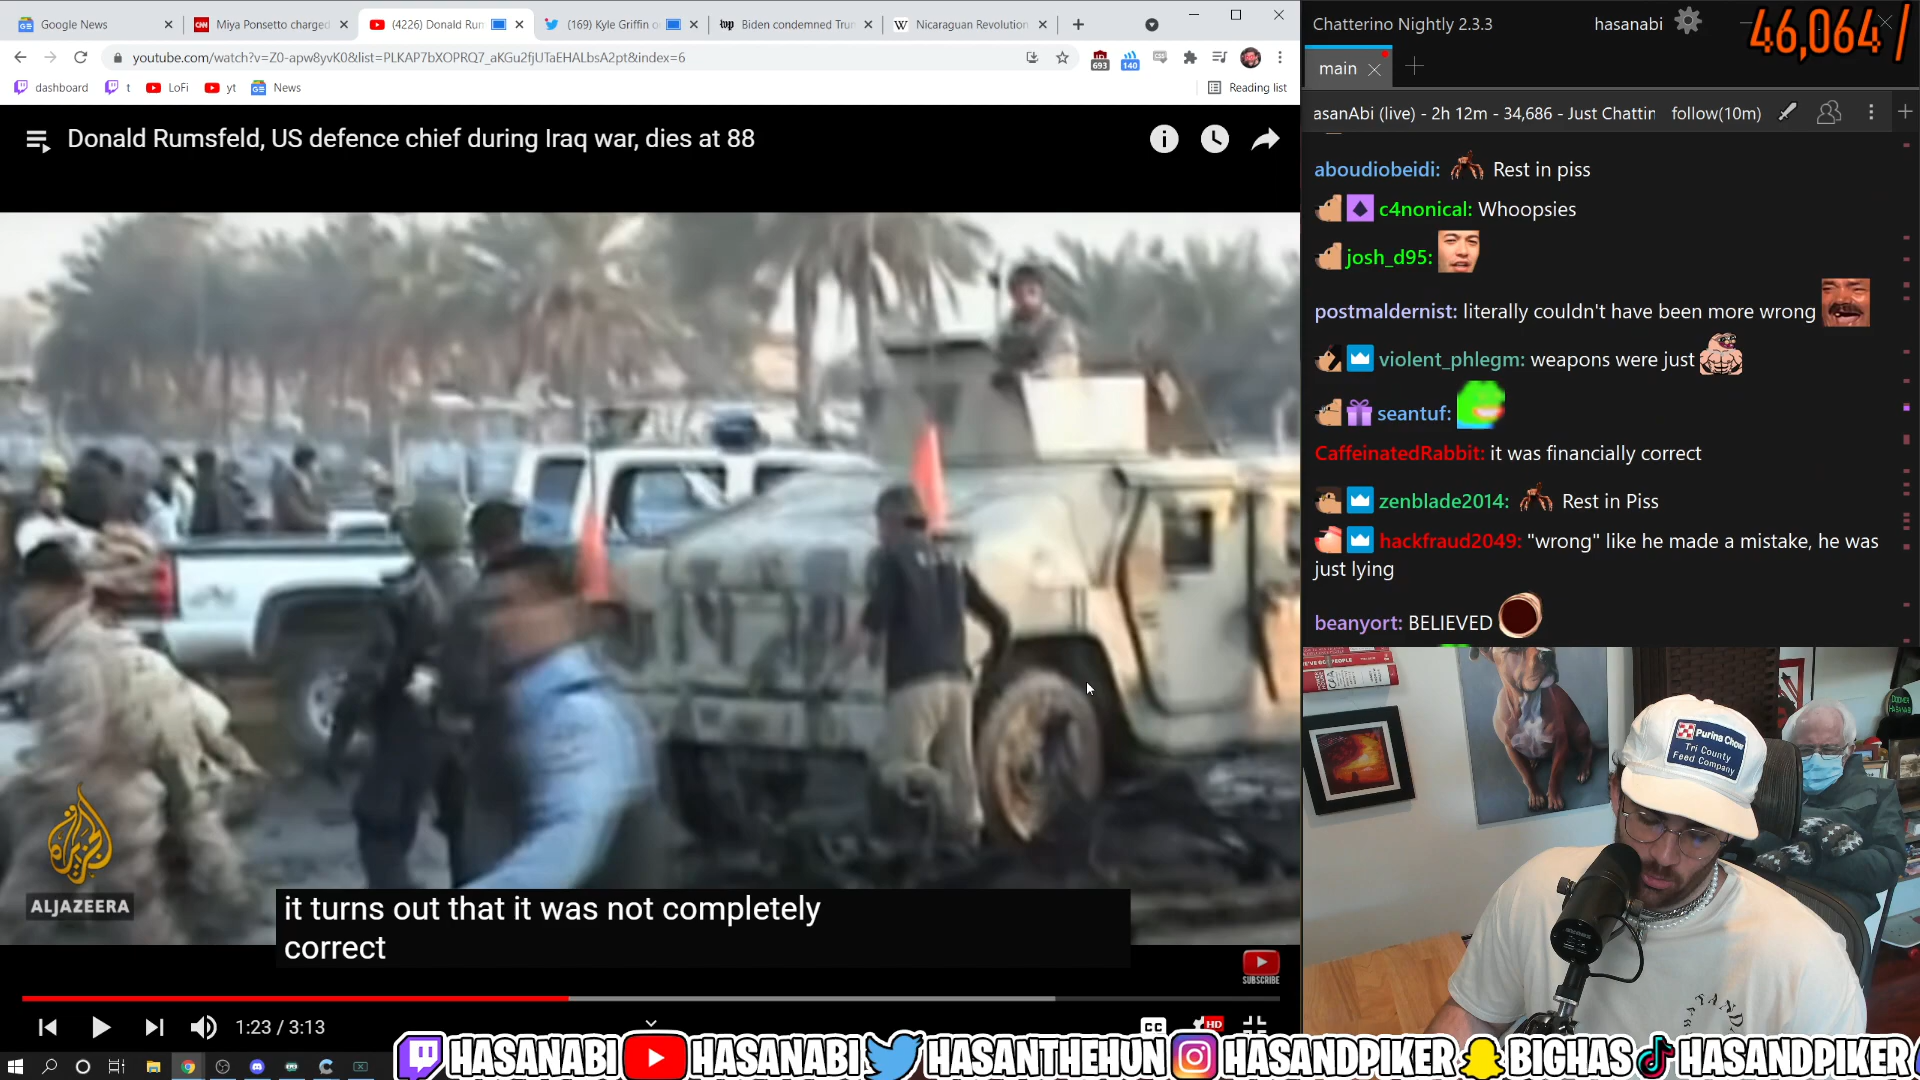 Google News
Miya Ponsetto charged
(4226) Donald Rum
(169) Kyle Griffin o
Biden condemned Trum
Nicaraguan Revolution
youtube.com/watch?v=Z0-apw8yvK0&list=PLKAP7bXOPRQ7_aKGu2fjUTaEHALbsA2pt&index=6
693
140
dashboard
t
LoFi
yt
News
Reading list
Donald Rumsfeld, US defence chief during Iraq war, dies at 88
ALJAZEERA
it turns out that it was not completely
correct
SUBSCRIBE
1:23 / 3:13
CC
HD
Chatterino Nightly 2.3.3
hasanabi
46,064 /
main
asanAbi (live) - 2h 12m - 34,686 - Just Chattin
follow(10m)
aboudiobeidi: Rest in piss
c4nonical: Whoopsies
josh_d95:
postmaldernist: literally couldn't have been more wrong
violent_phlegm: weapons were just
seantuf:
CaffeinatedRabbit: it was financially correct
zenblade2014: Rest in Piss
hackfraud2049: "wrong" like he made a mistake, he was
just lying
beanyort: BELIEVED
Purina Chow
Tri County
Feed Company
HASANABI
HASANABI
HASANTHEHUN
HASANDPIKER
BIGHAS
HASANDPIKER